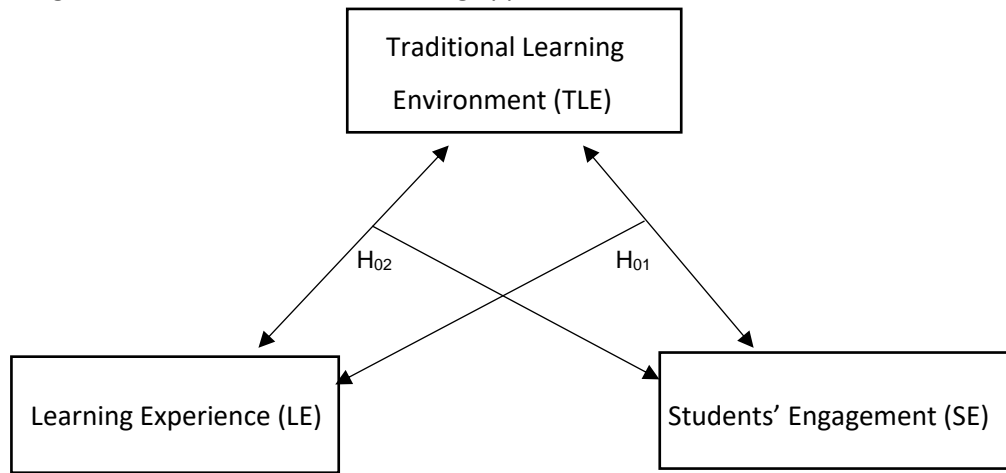 Traditional Learning
Environment (TLE)
H02
H01
Learning Experience (LE)
Students’ Engagement (SE)